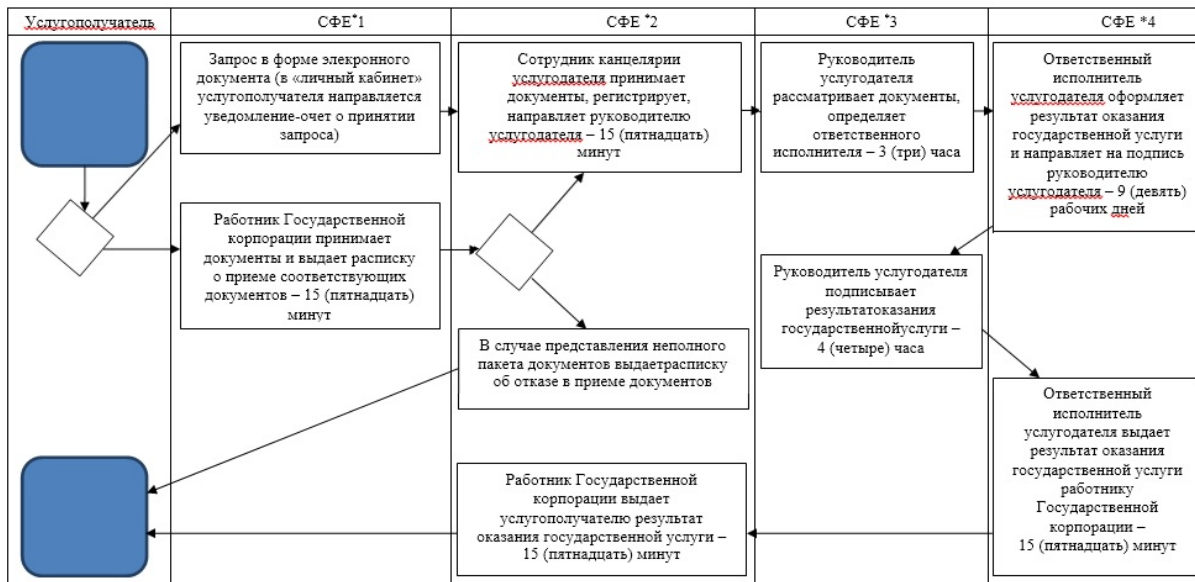 Услугополучатель
СФЕ*1
СФЕ *2
СФЕ *3
СФЕ *4
Запрос в форме элекронного
документа (в «личный кабинет»
услугополучателя направляется
уведомление-очет о принятии
запроса)
Сотрудник канцелярии
услугодателя принимает
документы, регистрирует,
направляет руководителю
услугодателя – 15 (пятнадцать)
минут
Руководитель
услугодателя
рассматривает документы,
определяет
ответственного
исполнителя – 3 (три) часа
Ответственный
исполнитель
услугодателя оформляет
результат оказания
государственной услуги
и направляет на подпись
руководителю
услугодателя – 9 (девять)
рабочих дней
Работник Государственной
корпорации принимает
документы и выдает расписку
о приеме соответствующих
документов – 15 (пятнадцать)
минут
Руководитель услугодателя
подписывает
результатоказания
государственнойуслуги –
4 (четыре) часа
В случае представления неполного
пакета документов выдаетрасписку
об отказе в приеме документов
Ответственный
исполнитель
услугодателя выдает
результат оказания
государственной услуги
работнику
Государственной
корпорации –
15 (пятнадцать) минут
Работник Государственной
корпорации выдает
услугополучателю результат
оказания государственной услуги –
15 (пятнадцать) минут